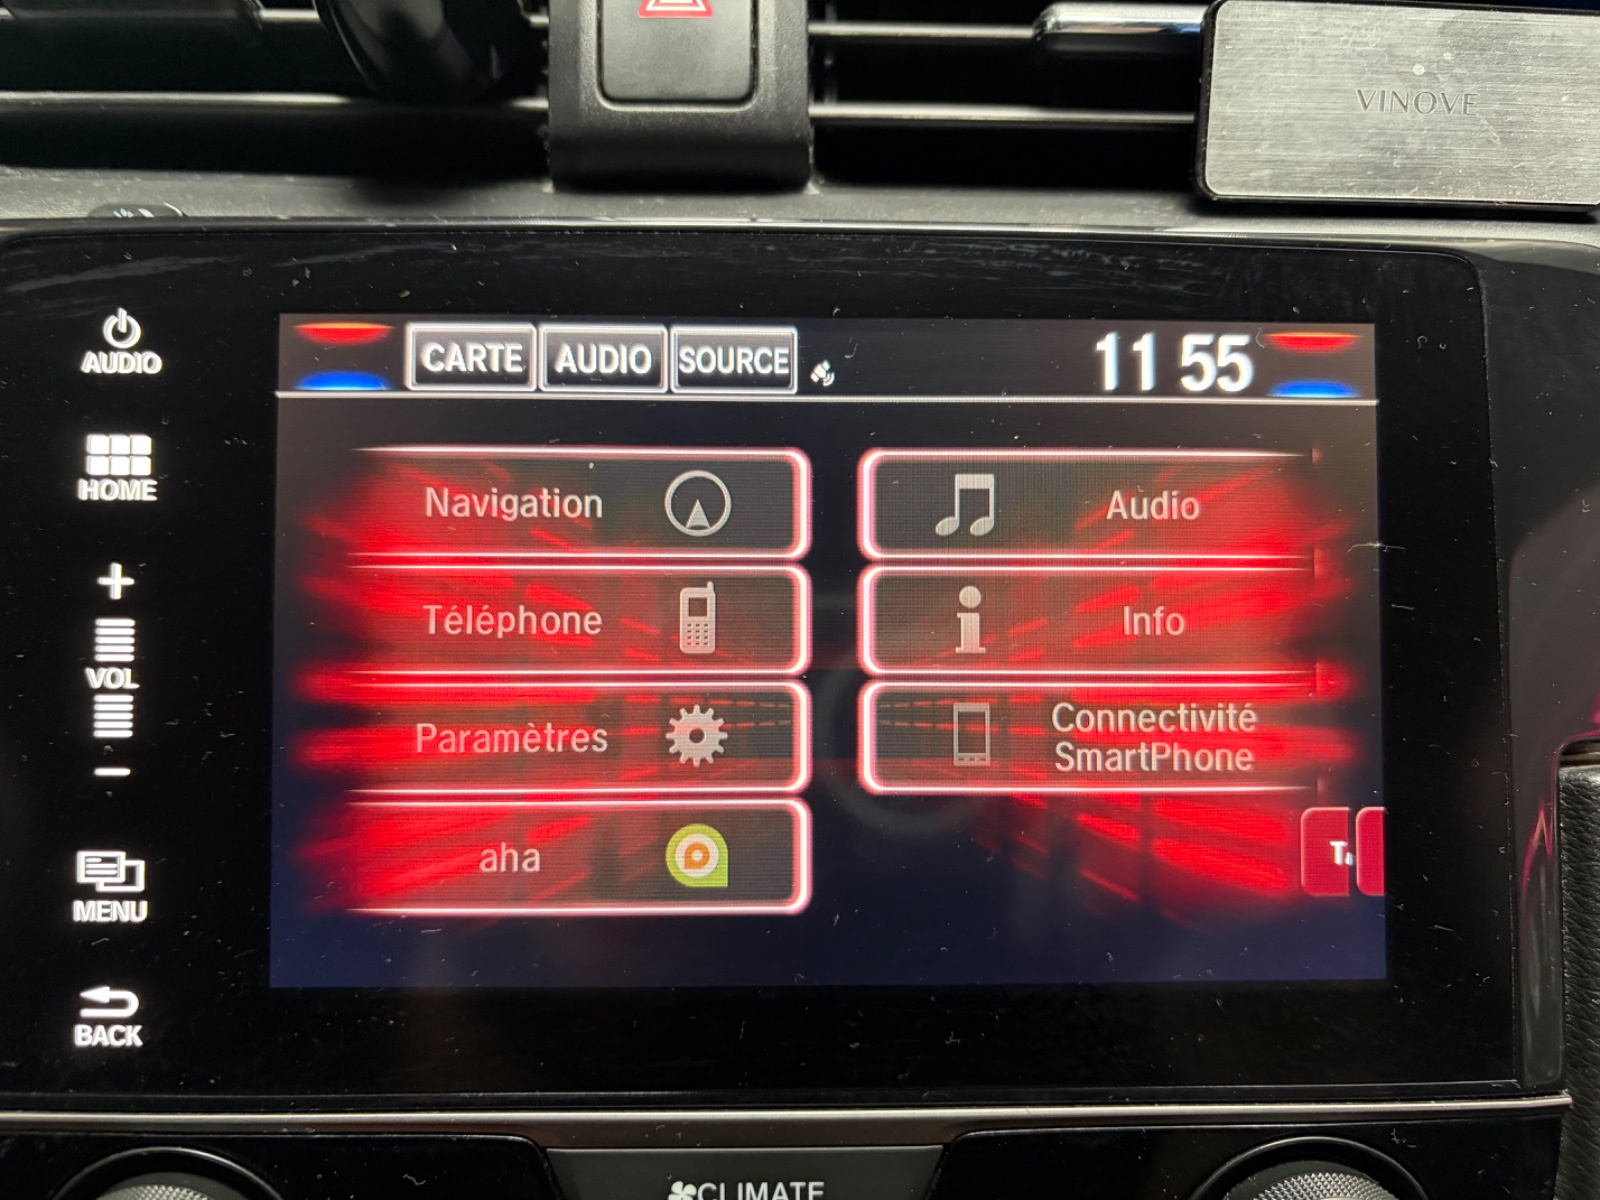 VINOVE
AUDIO
CARTE
AUDIO
SOURCE
11 55
HOME
Navigation
Audio
VOL
Téléphone
Info
Paramètres
Connectivité
SmartPhone
aha
MENU
BACK
CLIMATE